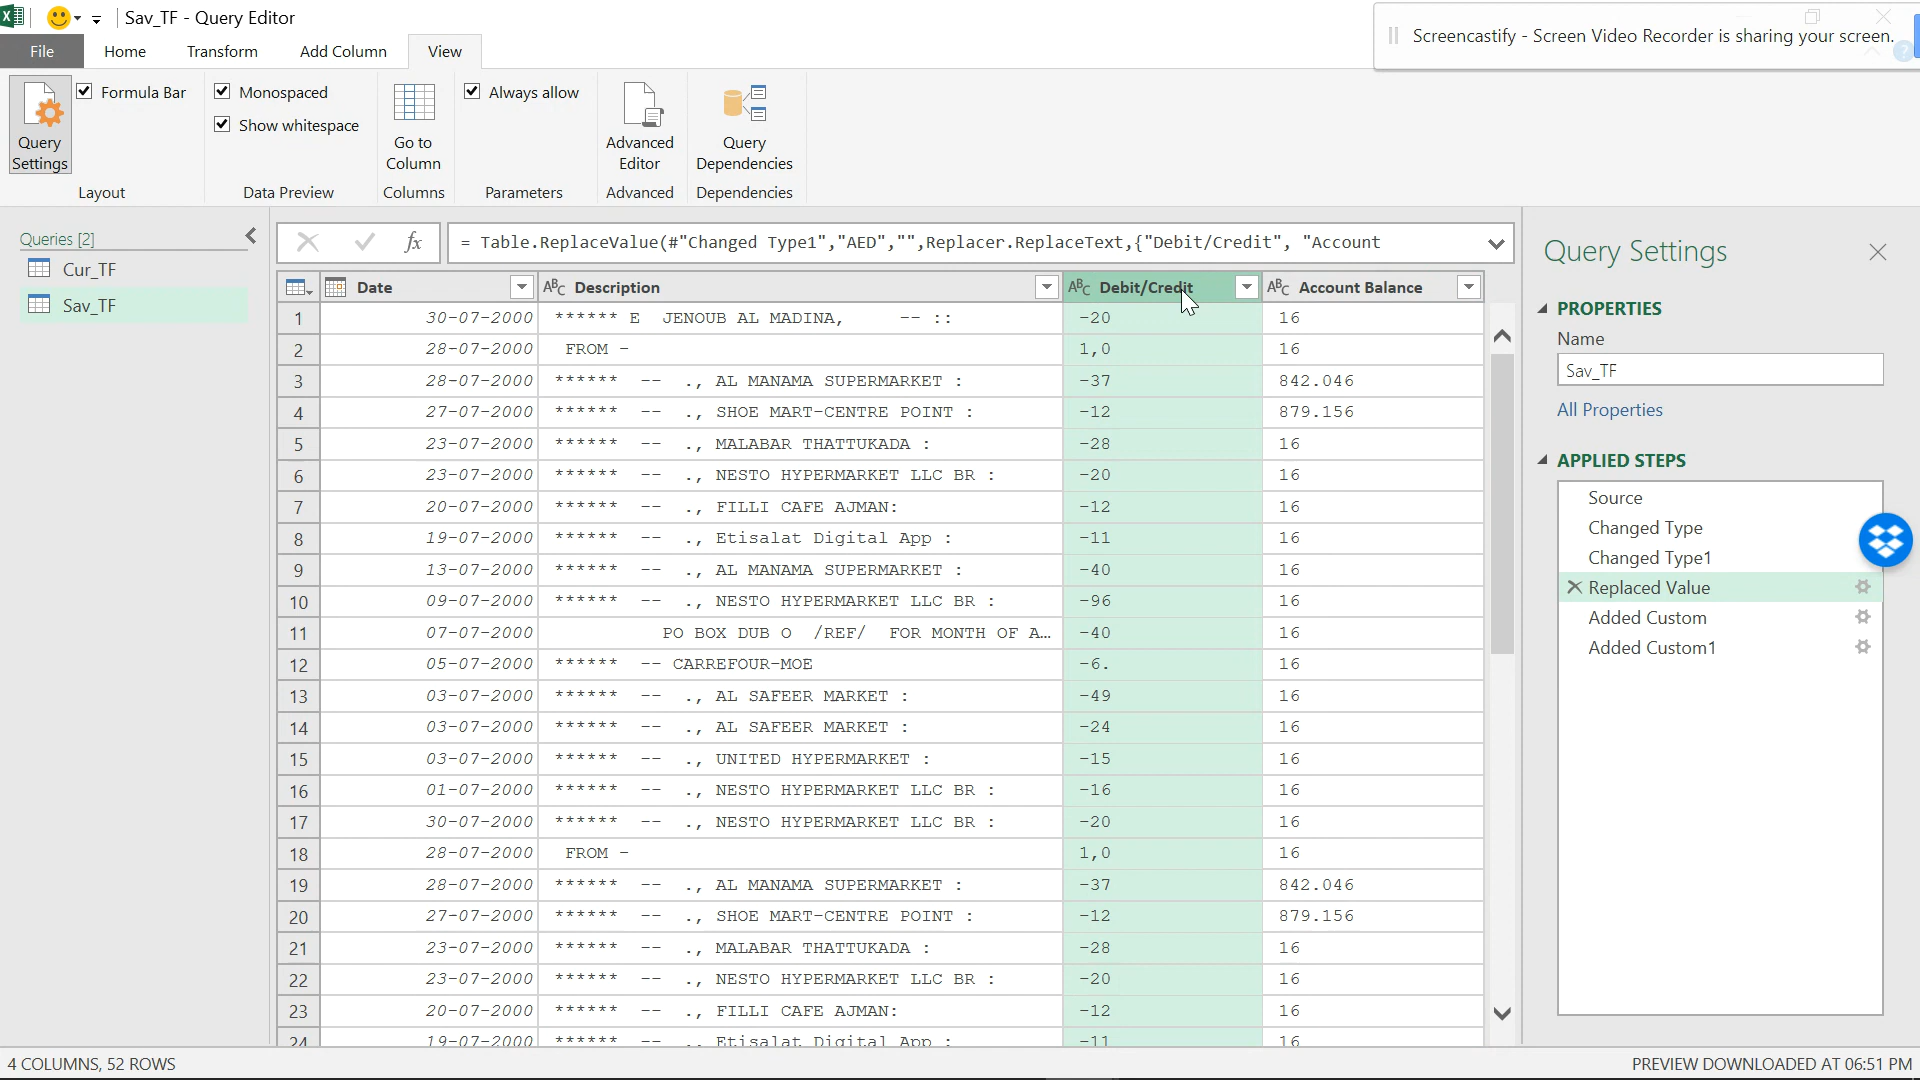 Sav_TF - Query Editor
Screencastify - Screen Video Recorder is sharing your screen.
File Home Transform Add Column View
Formula Bar Monospaced Always allow
Show whitespace
Query Settings
Go to Column
Advanced Editor
Query Dependencies
Layout Data Preview Columns Parameters Advanced Dependencies
Queries [2]
Cur_TF
Sav_TF
fx = Table.ReplaceValue(#"Changed Type1","AED","",Replacer.ReplaceText,{"Debit/Credit", "Account
Date ABC Description ABC Debit/Credit ABC Account Balance
1 30-07-2000 ****** E JENOUB AL MADINA, -- :: -20 16
2 28-07-2000 FROM - 1,0 16
3 28-07-2000 ****** -- ., AL MANAMA SUPERMARKET : -37 842.046
4 27-07-2000 ****** -- ., SHOE MART-CENTRE POINT : -12 879.156
5 23-07-2000 ****** -- ., MALABAR THATTUKADA : -28 16
6 23-07-2000 ****** -- ., NESTO HYPERMARKET LLC BR : -20 16
7 20-07-2000 ****** -- ., FILLI CAFE AJMAN: -12 16
8 19-07-2000 ****** -- ., Etisalat Digital App : -11 16
9 13-07-2000 ****** -- ., AL MANAMA SUPERMARKET : -40 16
10 09-07-2000 ****** -- ., NESTO HYPERMARKET LLC BR : -96 16
11 07-07-2000 PO BOX DUB O /REF/ FOR MONTH OF A... -40 16
12 05-07-2000 ****** -- CARREFOUR-MOE -6. 16
13 03-07-2000 ****** -- ., AL SAFEER MARKET : -49 16
14 03-07-2000 ****** -- ., AL SAFEER MARKET : -24 16
15 03-07-2000 ****** -- ., UNITED HYPERMARKET : -15 16
16 01-07-2000 ****** -- ., NESTO HYPERMARKET LLC BR : -16 16
17 30-07-2000 ****** -- ., NESTO HYPERMARKET LLC BR : -20 16
18 28-07-2000 FROM - 1,0 16
19 28-07-2000 ****** -- ., AL MANAMA SUPERMARKET : -37 842.046
20 27-07-2000 ****** -- ., SHOE MART-CENTRE POINT : -12 879.156
21 23-07-2000 ****** -- ., MALABAR THATTUKADA : -28 16
22 23-07-2000 ****** -- ., NESTO HYPERMARKET LLC BR : -20 16
23 20-07-2000 ****** -- ., FILLI CAFE AJMAN: -12 16
24 19-07-2000 ****** -- ., Etisalat Digital App : -11 16
Query Settings
PROPERTIES
Name
Sav_TF
All Properties
APPLIED STEPS
Source
Changed Type
Changed Type1
Replaced Value
Added Custom
Added Custom1
4 COLUMNS, 52 ROWS PREVIEW DOWNLOADED AT 06:51 PM